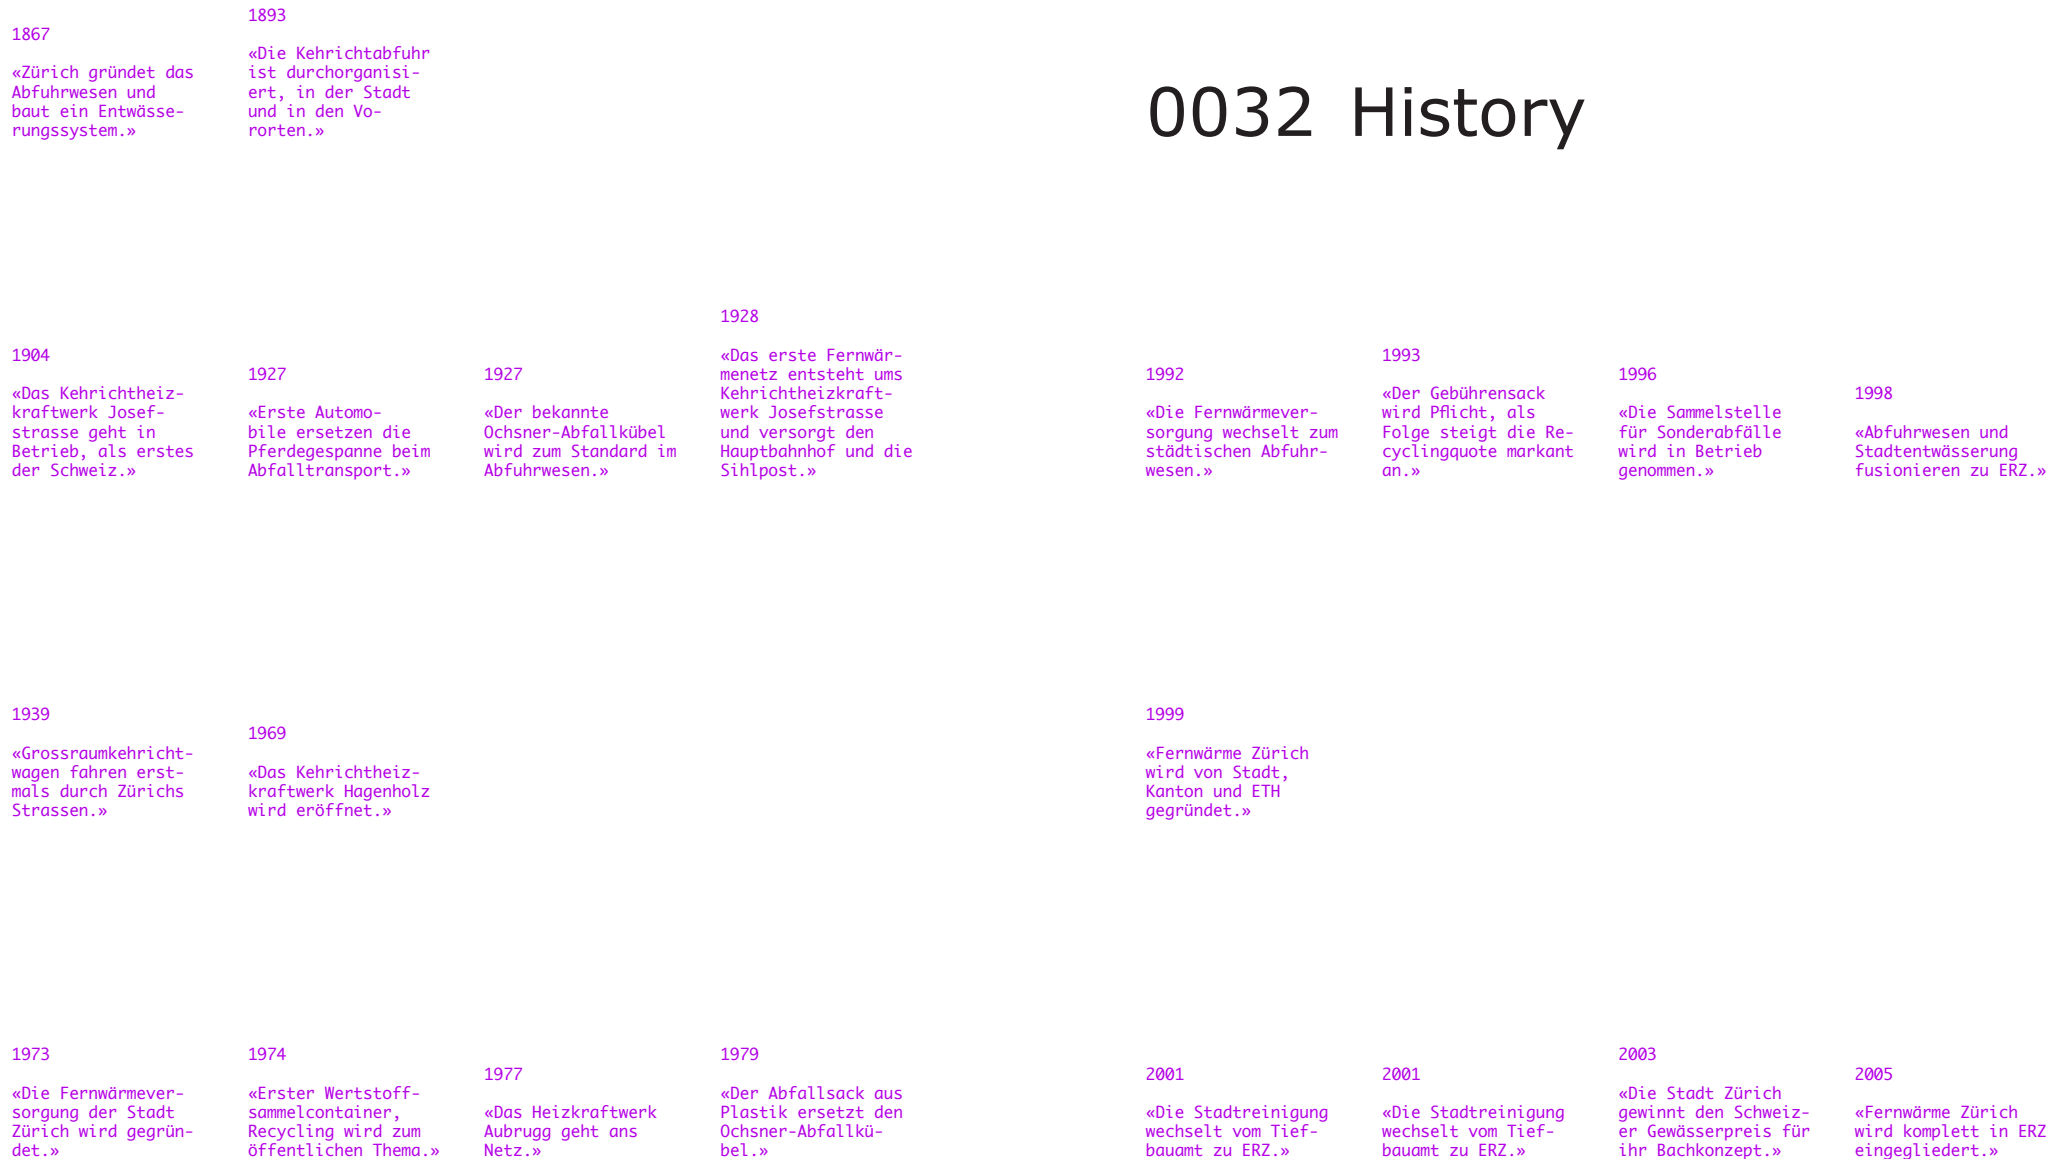 1867
«Zürich gründet das
Abfuhrwesen und
baut ein Entwässe-
rungssystem.»
1893
«Die Kehrichtabfuhr
ist durchorganisi-
ert, in der Stadt
und in den Vo-
rorten.»
0032 History
1904
«Das Kehrichtheiz-
kraftwerk Josef-
strasse geht in
Betrieb, als erstes
der Schweiz.»
1927
«Erste Automo-
bile ersetzen die
Pferdegespanne beim
Abfalltransport.»
1927
«Der bekannte
Ochsner-Abfallkübel
wird zum Standard im
Abfuhrwesen.»
1928
«Das erste Fernwär-
menetz entsteht ums
Kehrichtheizkraft-
werk Josefstrasse
und versorgt den
Hauptbahnhof und die
Sihlpost.»
1992
«Die Fernwärmever-
sorgung wechselt zum
städtischen Abfuhr-
wesen.»
1993
«Der Gebührensack
wird Pflicht, als
Folge steigt die Re-
cyclingquote markant
an.»
1996
«Die Sammelstelle
für Sonderabfälle
wird in Betrieb
genommen.»
1998
«Abfuhrwesen und
Stadtentwässerung
fusionieren zu ERZ.»
1939
«Grossraumkehricht-
wagen fahren erst-
mals durch Zürichs
Strassen.»
1969
«Das Kehrichtheiz-
kraftwerk Hagenholz
wird eröffnet.»
1999
«Fernwärme Zürich
wird von Stadt,
Kanton und ETH
gegründet.»
1973
«Die Fernwärmever-
sorgung der Stadt
Zürich wird gegrün-
det.»
1974
«Erster Wertstoff-
sammelcontainer,
Recycling wird zum
öffentlichen Thema.»
1977
«Das Heizkraftwerk
Aubrugg geht ans
Netz.»
1979
«Der Abfallsack aus
Plastik ersetzt den
Ochsner-Abfallkü-
bel.»
2001
«Die Stadtreinigung
wechselt vom Tief-
bauamt zu ERZ.»
2001
«Die Stadtreinigung
wechselt vom Tief-
bauamt zu ERZ.»
2003
«Die Stadt Zürich
gewinnt den Schweiz-
er Gewässerpreis für
ihr Bachkonzept.»
2005
«Fernwärme Zürich
wird komplett in ERZ
eingegliedert.»